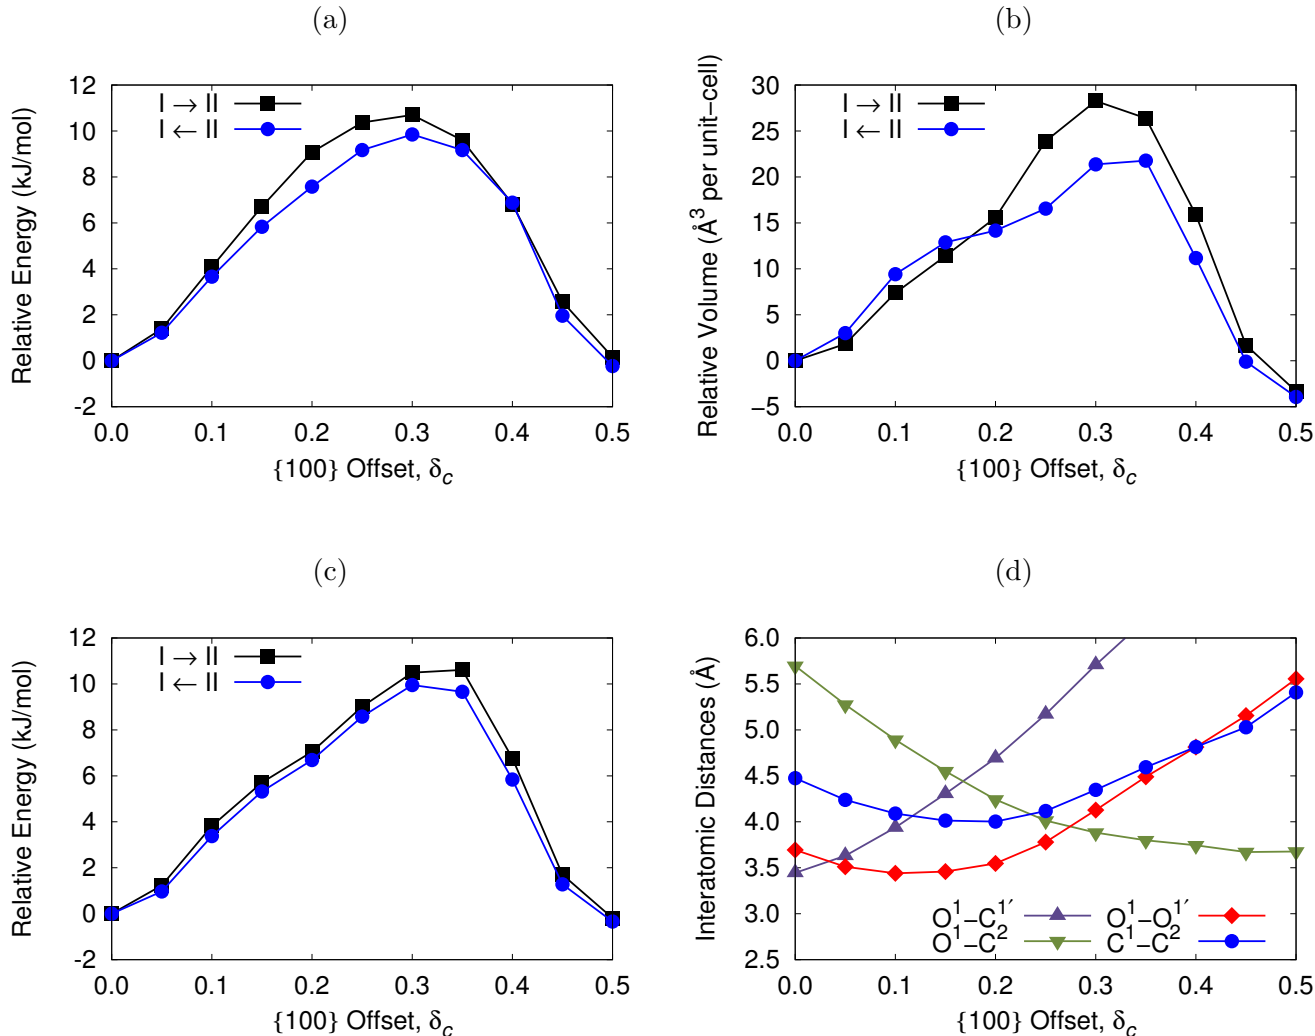 (a)
Relative Energy (kJ/mol)
12
10
8
6
4
2
0
-2
I → II
I ← II
0.0 0.1 0.2 0.3 0.4 0.5
{100} Offset, δc
(b)
Relative Volume (Å³ per unit−cell)
30
25
20
15
10
5
0
−5
I → II
I ← II
0.0 0.1 0.2 0.3 0.4 0.5
{100} Offset, δc
(c)
Relative Energy (kJ/mol)
12
10
8
6
4
2
0
-2
I → II
I ← II
0.0 0.1 0.2 0.3 0.4 0.5
{100} Offset, δc
(d)
Interatomic Distances (Å)
6.0
5.5
5.0
4.5
4.0
3.5
3.0
2.5
O¹−C¹′ O¹−O¹′
O¹−C² C¹−C²
0.0 0.1 0.2 0.3 0.4 0.5
{100} Offset, δc